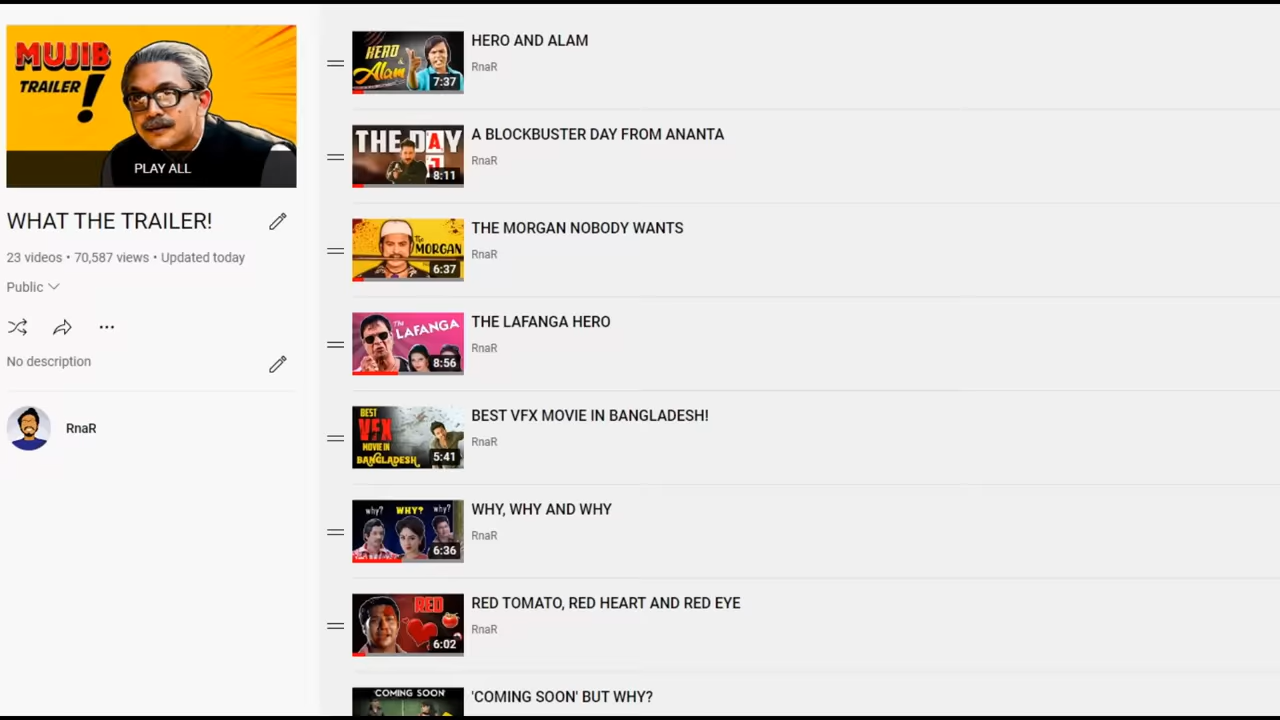 MUJIB
TRAILER!
PLAY ALL
WHAT THE TRAILER!
23 videos • 70,587 views • Updated today
Public
No description
RnaR
HERO
&
Alam
7:37
HERO AND ALAM
RnaR
THE DAY
8:11
A BLOCKBUSTER DAY FROM ANANTA
RnaR
The
MORGAN
6:37
THE MORGAN NOBODY WANTS
RnaR
THE
LAFANGA
8:56
THE LAFANGA HERO
RnaR
BEST
VFX
MOVIE IN
BANGLADESH
5:41
BEST VFX MOVIE IN BANGLADESH!
RnaR
why? WHY? why?
6:36
WHY, WHY AND WHY
RnaR
RED
6:02
RED TOMATO, RED HEART AND RED EYE
RnaR
'COMING SOON'
'COMING SOON' BUT WHY?